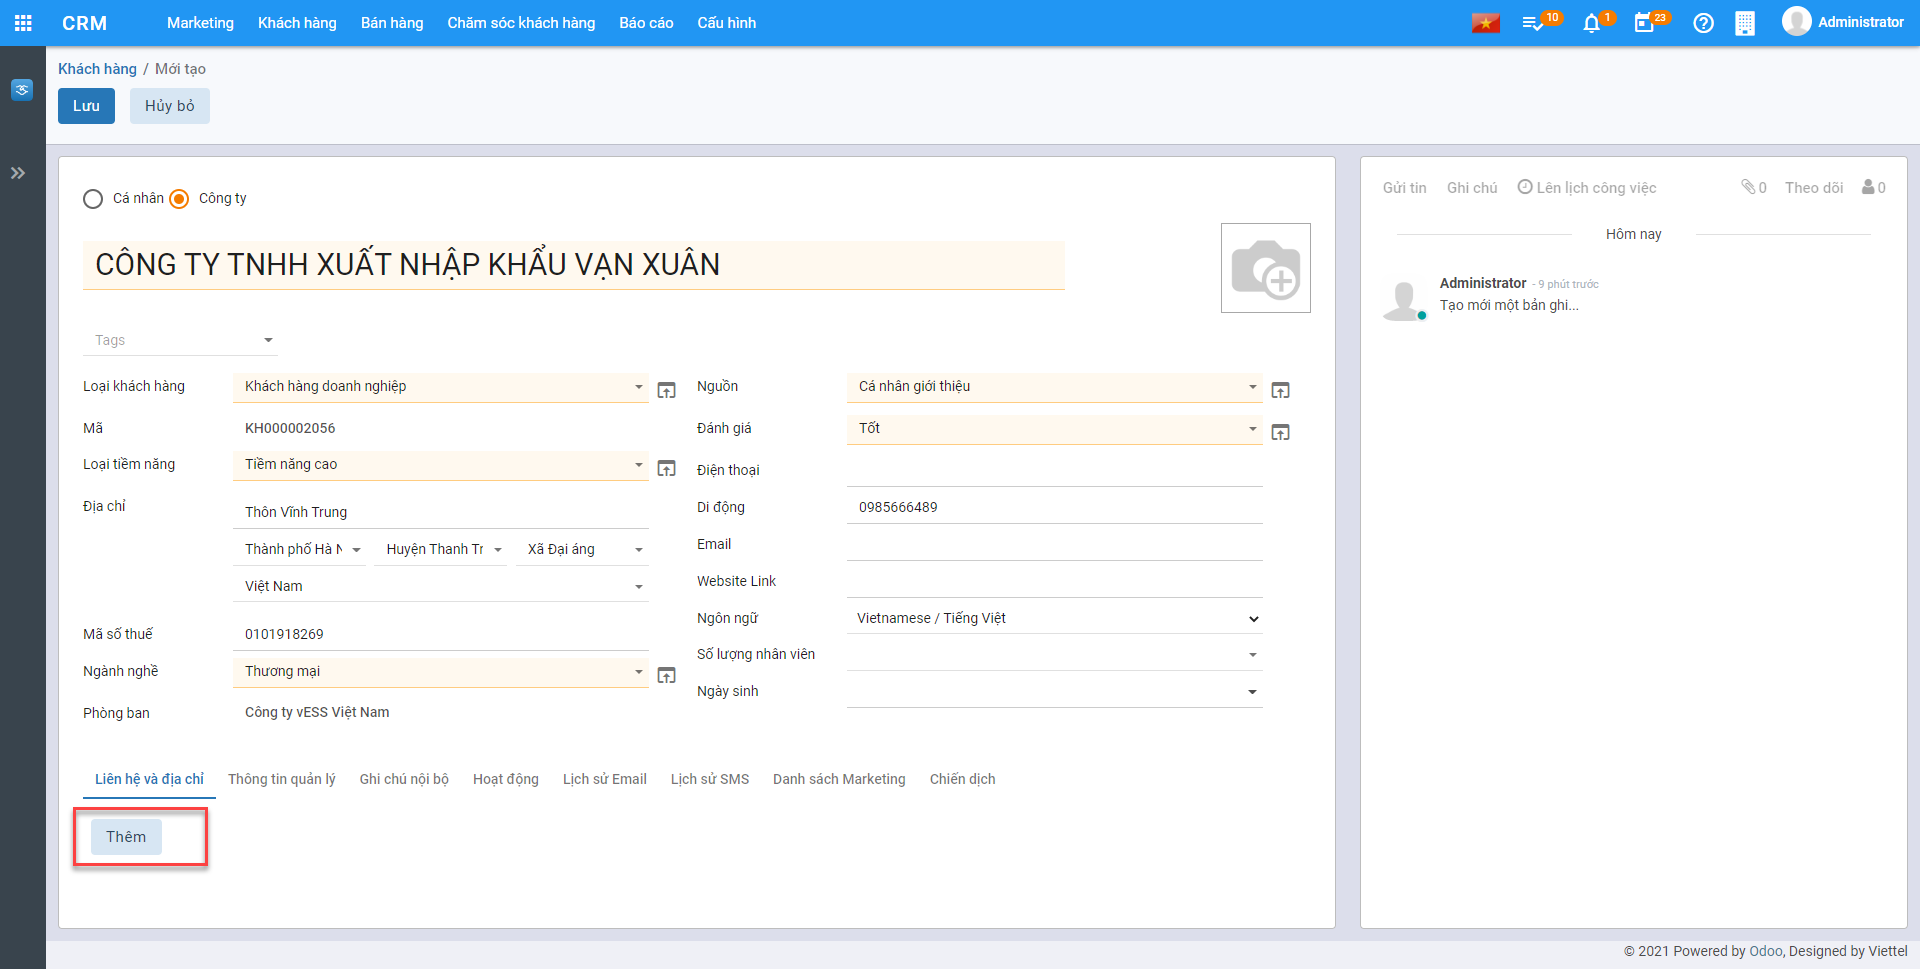 CRM Marketing Khách hàng Bán hàng Chăm sóc khách hàng Báo cáo Cấu hình 10 1 23 Administrator
Khách hàng / Mới tạo
Lưu Hủy bỏ
Cá nhân Công ty
CÔNG TY TNHH XUẤT NHẬP KHẨU VẠN XUÂN
Tags
Loại khách hàng Khách hàng doanh nghiệp
Mã KH000002056
Loại tiềm năng Tiềm năng cao
Địa chỉ Thôn Vĩnh Trung
Thành phố Hà N Huyện Thanh Tr Xã Đại áng
Việt Nam
Mã số thuế 0101918269
Ngành nghề Thương mại
Phòng ban Công ty vESS Việt Nam
Nguồn Cá nhân giới thiệu
Đánh giá Tốt
Điện thoại
Di động 0985666489
Email
Website Link
Ngôn ngữ Vietnamese / Tiếng Việt
Số lượng nhân viên
Ngày sinh
Liên hệ và địa chỉ Thông tin quản lý Ghi chú nội bộ Hoạt động Lịch sử Email Lịch sử SMS Danh sách Marketing Chiến dịch
Thêm
Gửi tin Ghi chú Lên lịch công việc 0 Theo dõi 0
Hôm nay
Administrator - 9 phút trước
Tạo mới một bản ghi...
© 2021 Powered by Odoo, Designed by Viettel